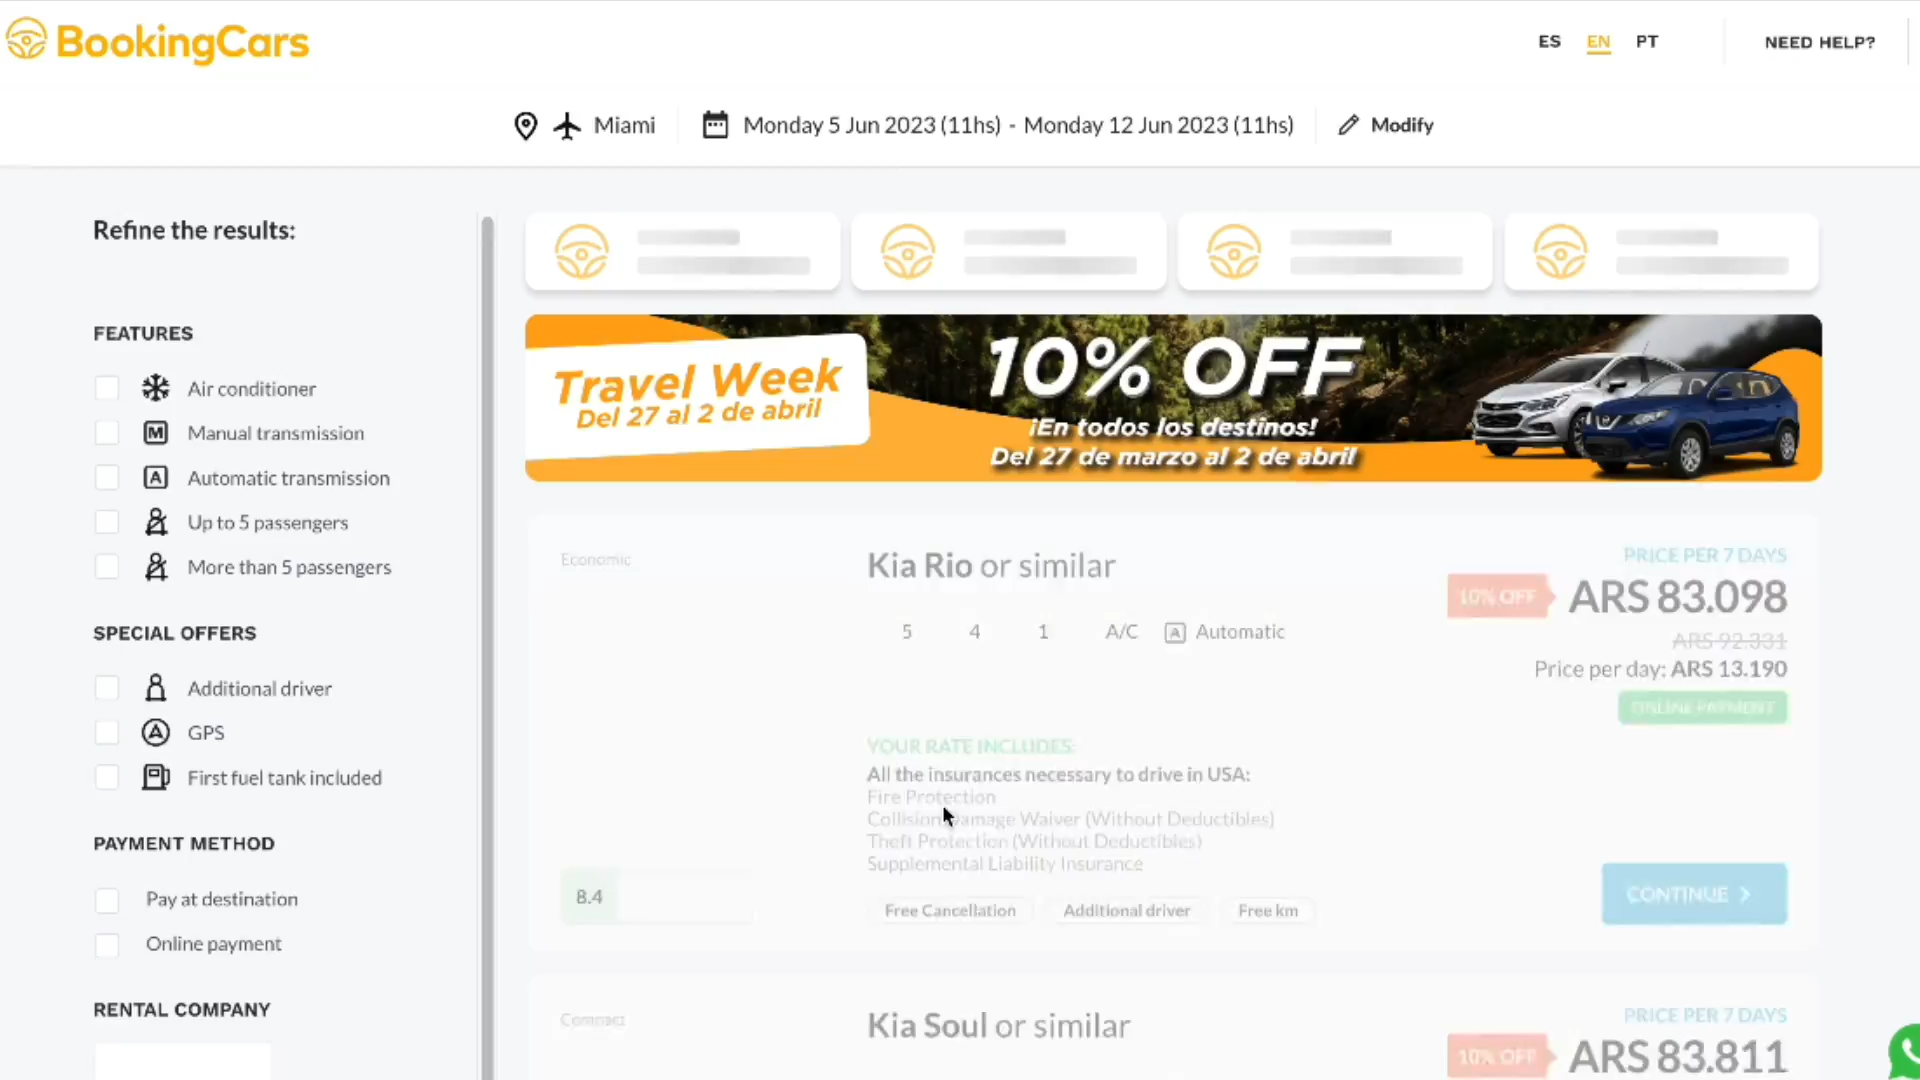 BookingCars
ES EN PT NEED HELP?
Miami Monday 5 Jun 2023 (11hs) - Monday 12 Jun 2023 (11hs) Modify
Refine the results:
FEATURES
Air conditioner
Manual transmission
Automatic transmission
Up to 5 passengers
More than 5 passengers
SPECIAL OFFERS
Additional driver
GPS
First fuel tank included
PAYMENT METHOD
Pay at destination
Online payment
RENTAL COMPANY
Travel Week
Del 27 al 2 de abril
10% OFF
¡En todos los destinos!
Del 27 de marzo al 2 de abril
Economic
Kia Rio or similar
5 4 1 A/C A Automatic
PRICE PER 7 DAYS
10% OFF ARS 83.098
ARS 92.331
Price per day: ARS 13.190
ONLINE PAYMENT
YOUR RATE INCLUDES:
All the insurances necessary to drive in USA:
Fire Protection
Collision Damage Waiver (Without Deductibles)
Theft Protection (Without Deductibles)
Supplemental Liability Insurance
8.4
Free Cancellation Additional driver Free km
CONTINUE
Compact
Kia Soul or similar
PRICE PER 7 DAYS
10% OFF ARS 83.811